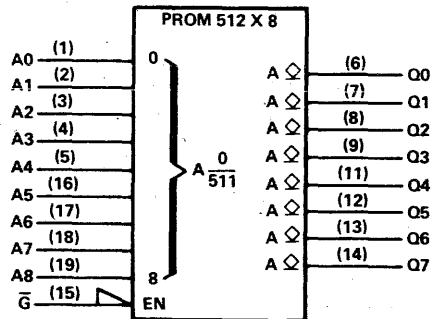 PROM 512 X 8
A0 (1) 0 A ◇ (6) Q0
A1 (2) A ◇ (7) Q1
A2 (3) A ◇ (8) Q2
A3 (4) A ◇ (9) Q3
A4 (5) A 0/511 A ◇ (11) Q4
A5 (16) A ◇ (12) Q5
A6 (17) A ◇ (13) Q6
A7 (18) A ◇ (14) Q7
A8 (19) 8
G̅ (15) EN